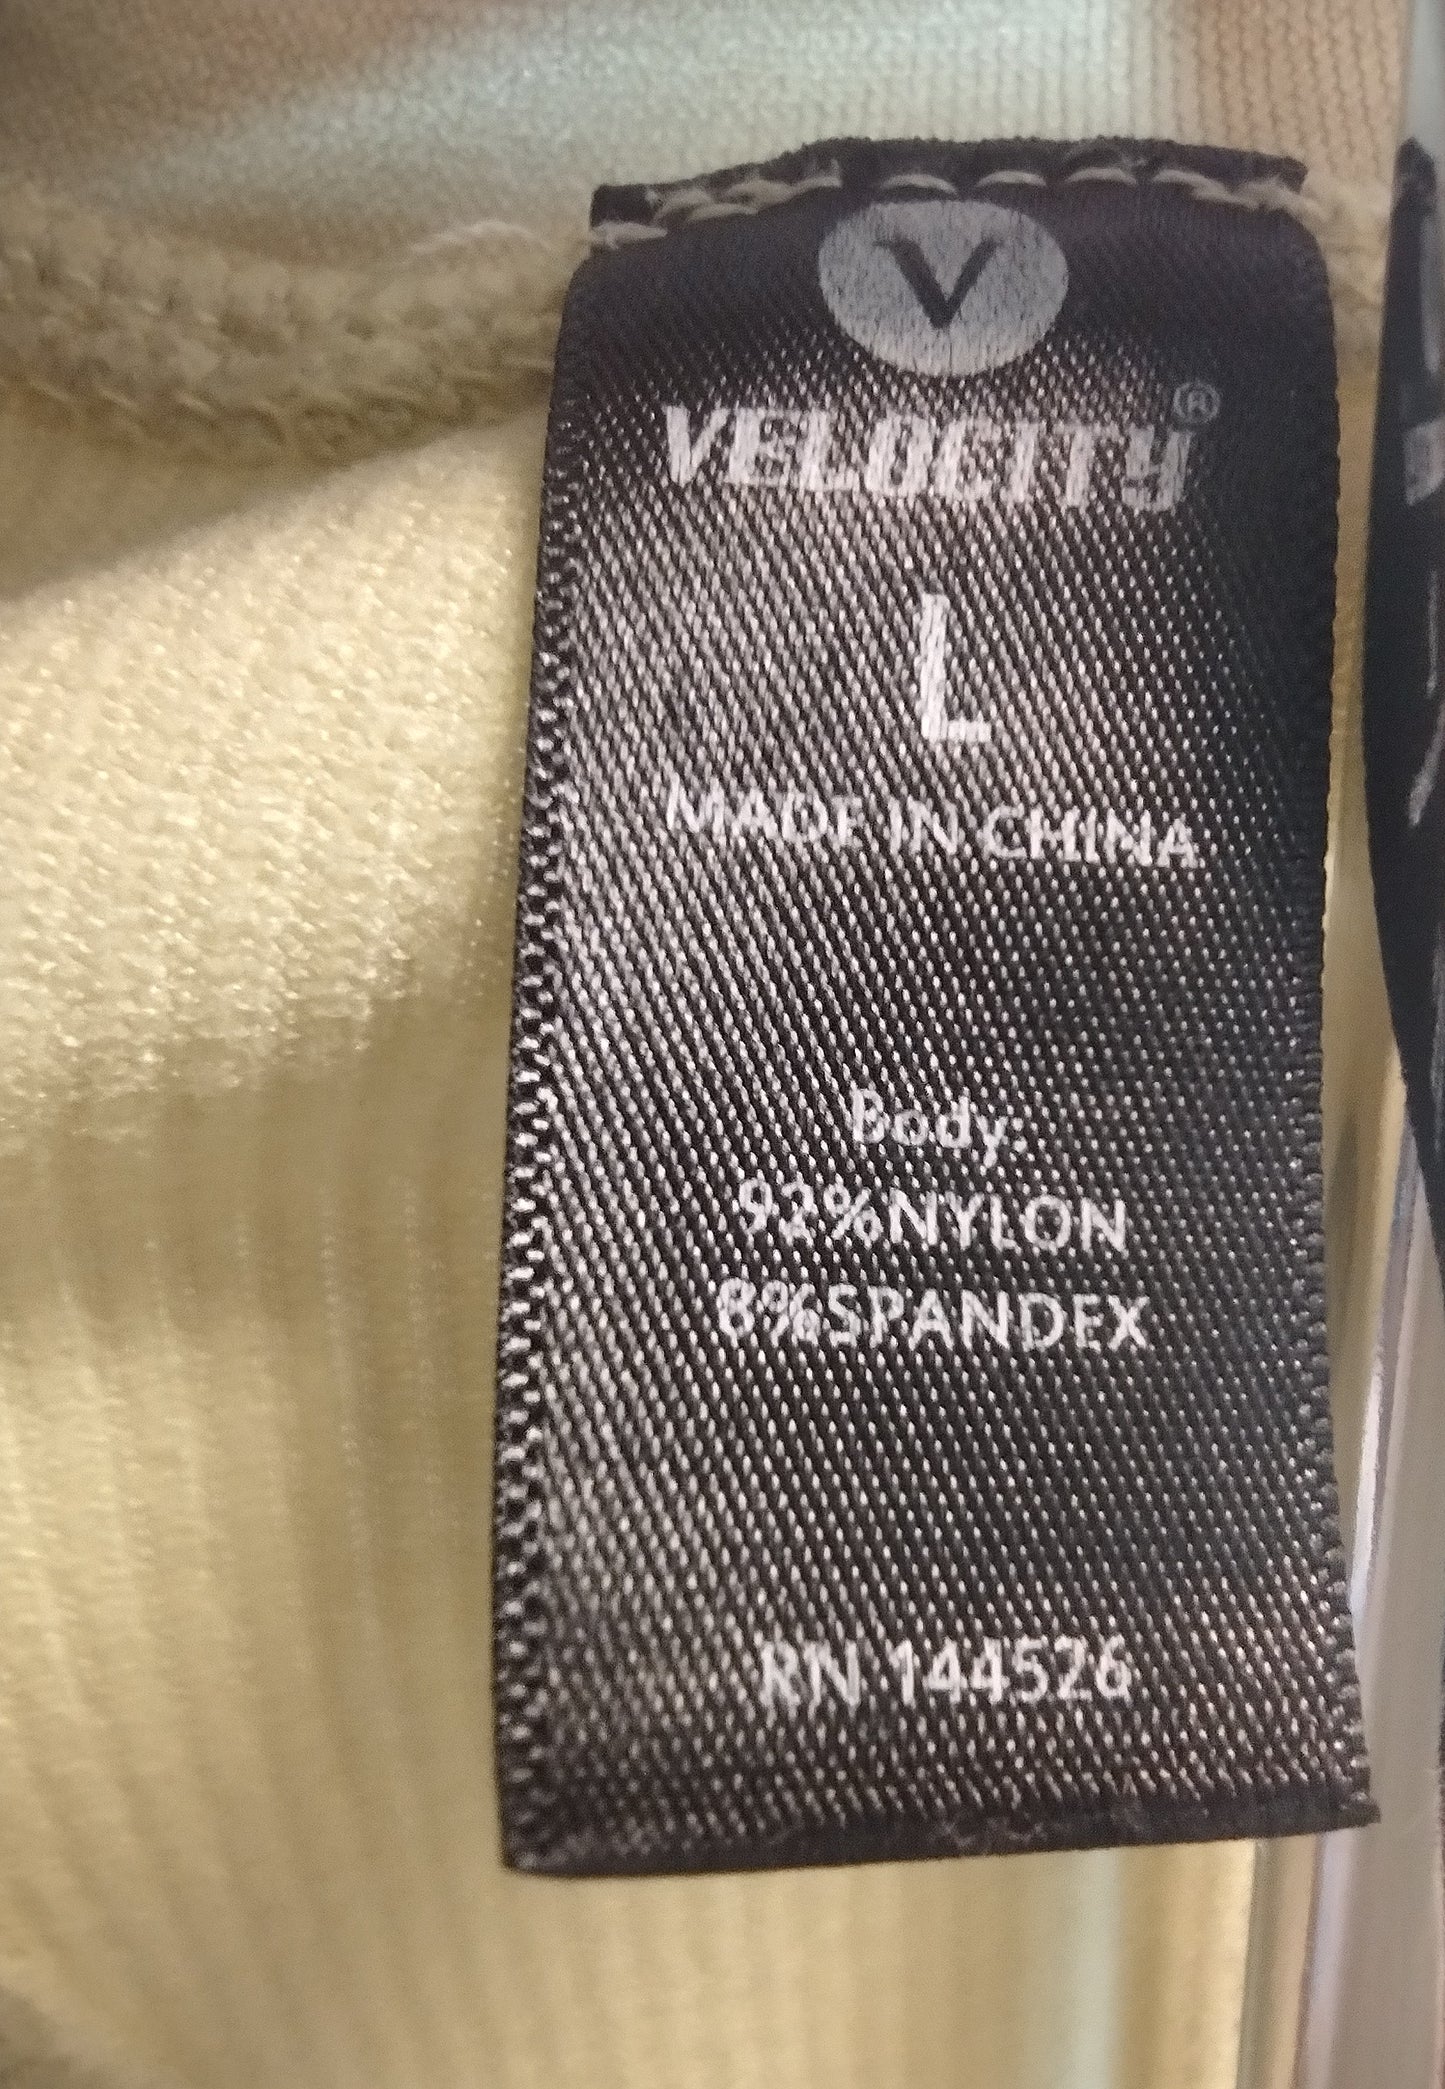 V
VELOCITY®
L
MADE IN CHINA
Body:
92%NYLON
8%SPANDEX
RN 144526